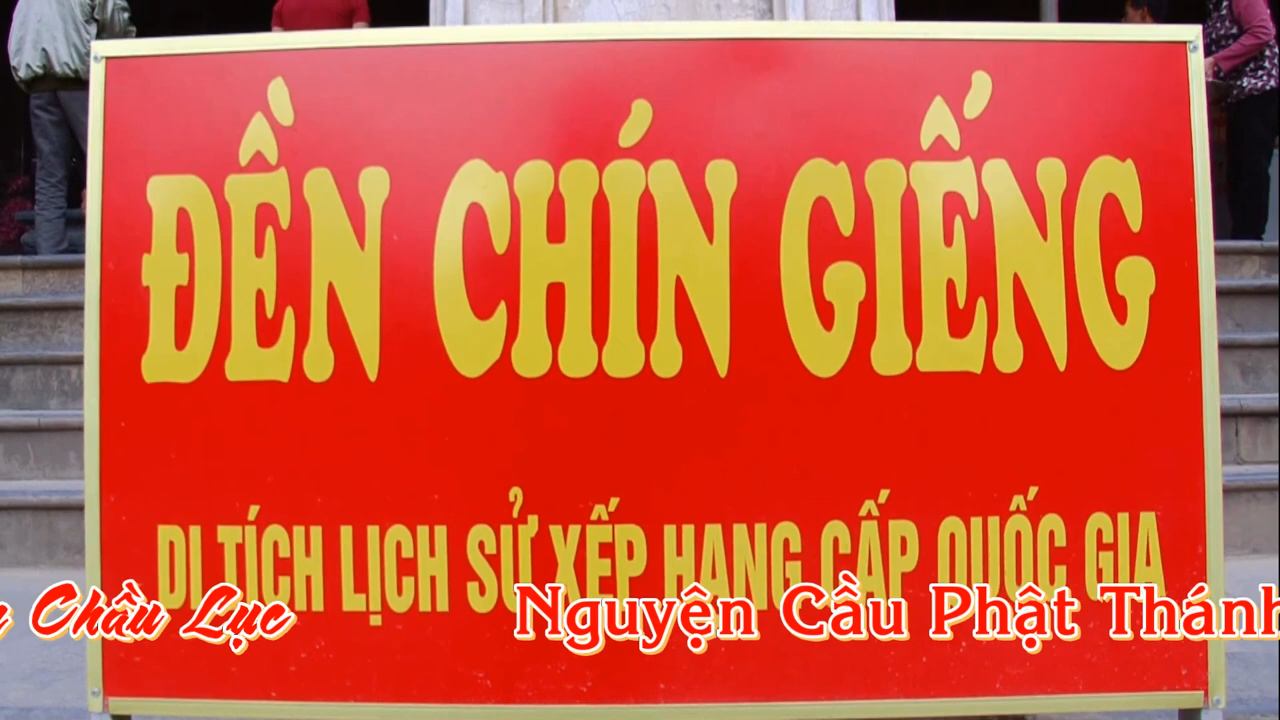 ĐỀN CHÍN GIẾNG
DI TÍCH LỊCH SỬ XẾP HẠNG CẤP QUỐC GIA
Chầu Lục
Nguyện Cầu Phật Thánh